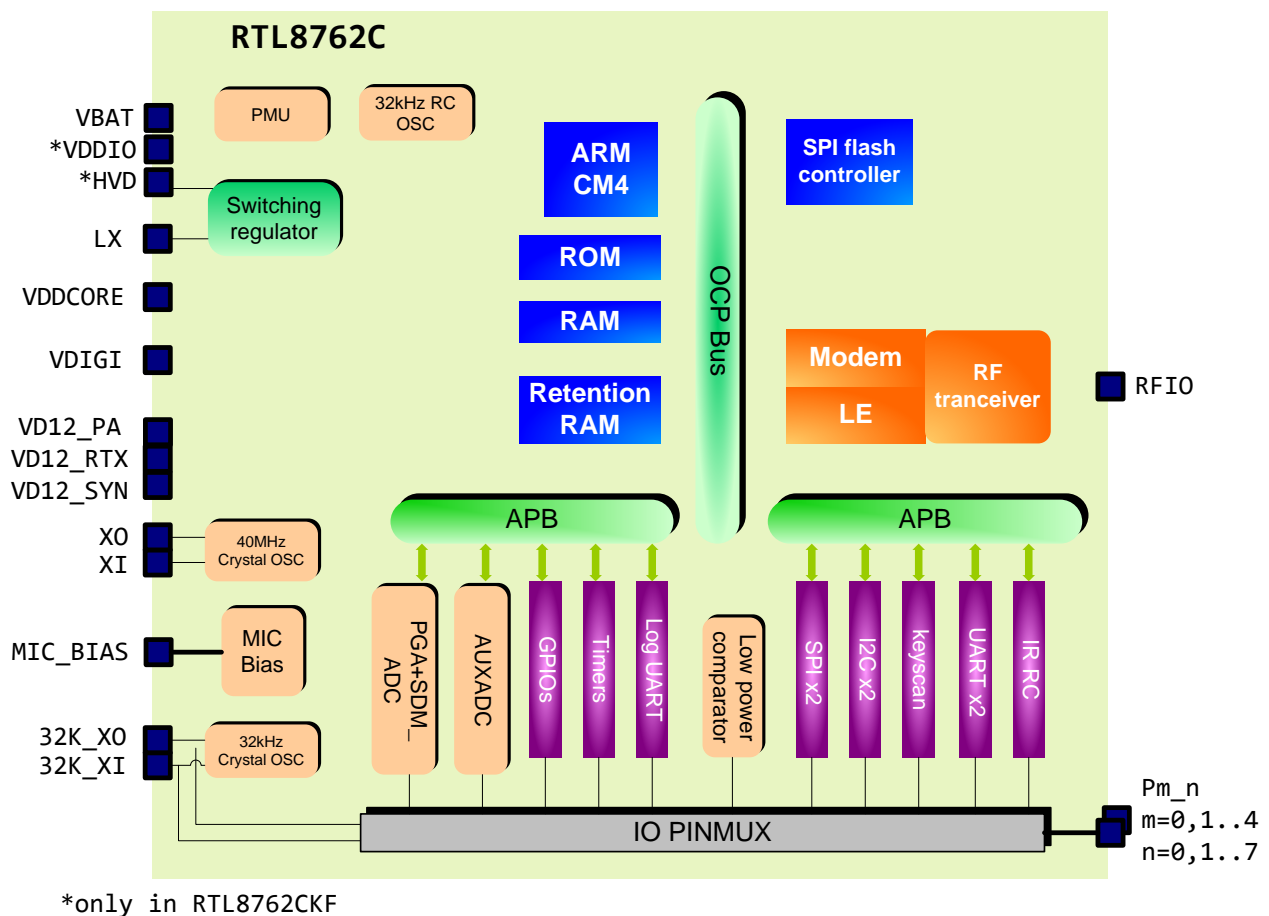 RTL8762C
VBAT
*VDDIO
*HVD
LX
VDDCORE
VDIGI
VD12_PA
VD12_RTX
VD12_SYN
XO
XI
MIC_BIAS
32K_XO
32K_XI
PMU
32kHz RC
OSC
Switching
regulator
40MHz
Crystal OSC
MIC
Bias
32kHz
Crystal OSC
ARM
CM4
ROM
RAM
Retention
RAM
OCP Bus
SPI flash
controller
Modem
LE
RF
tranceiver
RFIO
APB
APB
PGA+SDM_
ADC
AUXADC
GPIOs
Timers
Log UART
Low power
comparator
SPI x2
I2C x2
keyscan
UART x2
IR RC
IO PINMUX
Pm_n
m=0,1..4
n=0,1..7
*only in RTL8762CKF